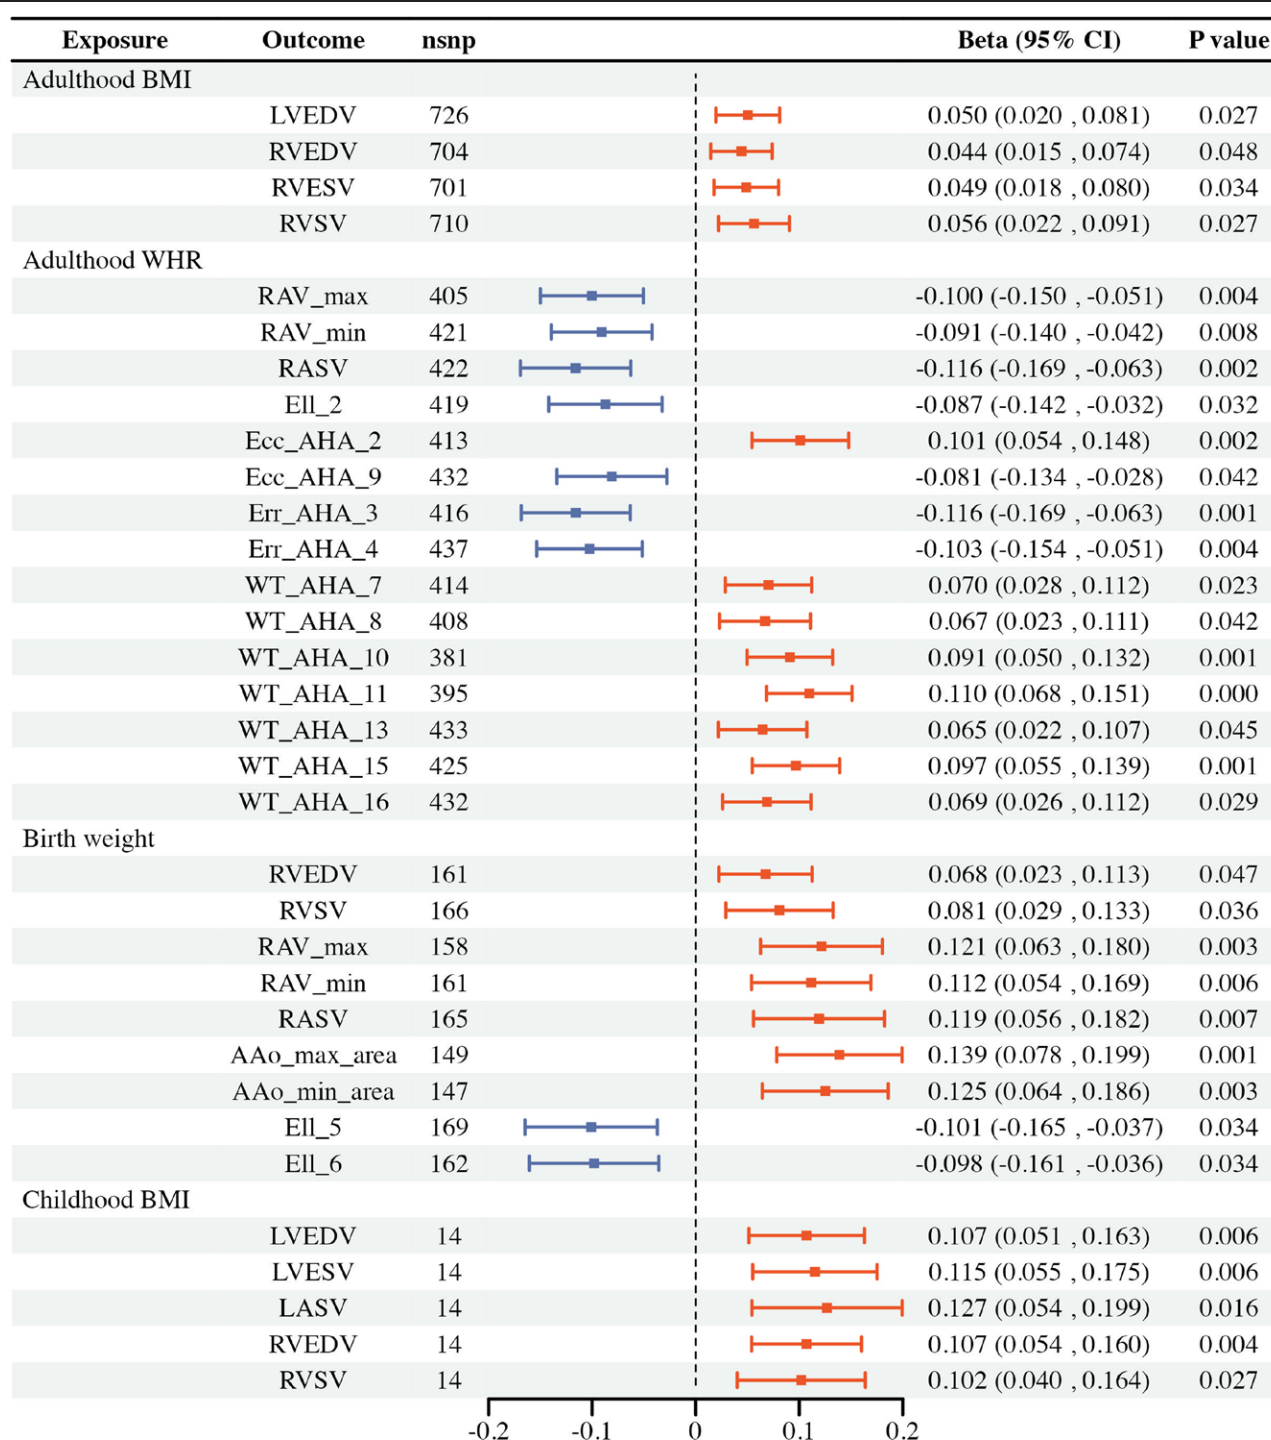 Exposure Outcome nsnp Beta (95% CI) P value
Adulthood BMI
LVEDV 726 0.050 (0.020 , 0.081) 0.027
RVEDV 704 0.044 (0.015 , 0.074) 0.048
RVESV 701 0.049 (0.018 , 0.080) 0.034
RVSV 710 0.056 (0.022 , 0.091) 0.027
Adulthood WHR
RAV_max 405 -0.100 (-0.150 , -0.051) 0.004
RAV_min 421 -0.091 (-0.140 , -0.042) 0.008
RASV 422 -0.116 (-0.169 , -0.063) 0.002
Ell_2 419 -0.087 (-0.142 , -0.032) 0.032
Ecc_AHA_2 413 0.101 (0.054 , 0.148) 0.002
Ecc_AHA_9 432 -0.081 (-0.134 , -0.028) 0.042
Err_AHA_3 416 -0.116 (-0.169 , -0.063) 0.001
Err_AHA_4 437 -0.103 (-0.154 , -0.051) 0.004
WT_AHA_7 414 0.070 (0.028 , 0.112) 0.023
WT_AHA_8 408 0.067 (0.023 , 0.111) 0.042
WT_AHA_10 381 0.091 (0.050 , 0.132) 0.001
WT_AHA_11 395 0.110 (0.068 , 0.151) 0.000
WT_AHA_13 433 0.065 (0.022 , 0.107) 0.045
WT_AHA_15 425 0.097 (0.055 , 0.139) 0.001
WT_AHA_16 432 0.069 (0.026 , 0.112) 0.029
Birth weight
RVEDV 161 0.068 (0.023 , 0.113) 0.047
RVSV 166 0.081 (0.029 , 0.133) 0.036
RAV_max 158 0.121 (0.063 , 0.180) 0.003
RAV_min 161 0.112 (0.054 , 0.169) 0.006
RASV 165 0.119 (0.056 , 0.182) 0.007
AAo_max_area 149 0.139 (0.078 , 0.199) 0.001
AAo_min_area 147 0.125 (0.064 , 0.186) 0.003
Ell_5 169 -0.101 (-0.165 , -0.037) 0.034
Ell_6 162 -0.098 (-0.161 , -0.036) 0.034
Childhood BMI
LVEDV 14 0.107 (0.051 , 0.163) 0.006
LVESV 14 0.115 (0.055 , 0.175) 0.006
LASV 14 0.127 (0.054 , 0.199) 0.016
RVEDV 14 0.107 (0.054 , 0.160) 0.004
RVSV 14 0.102 (0.040 , 0.164) 0.027
-0.2 -0.1 0 0.1 0.2